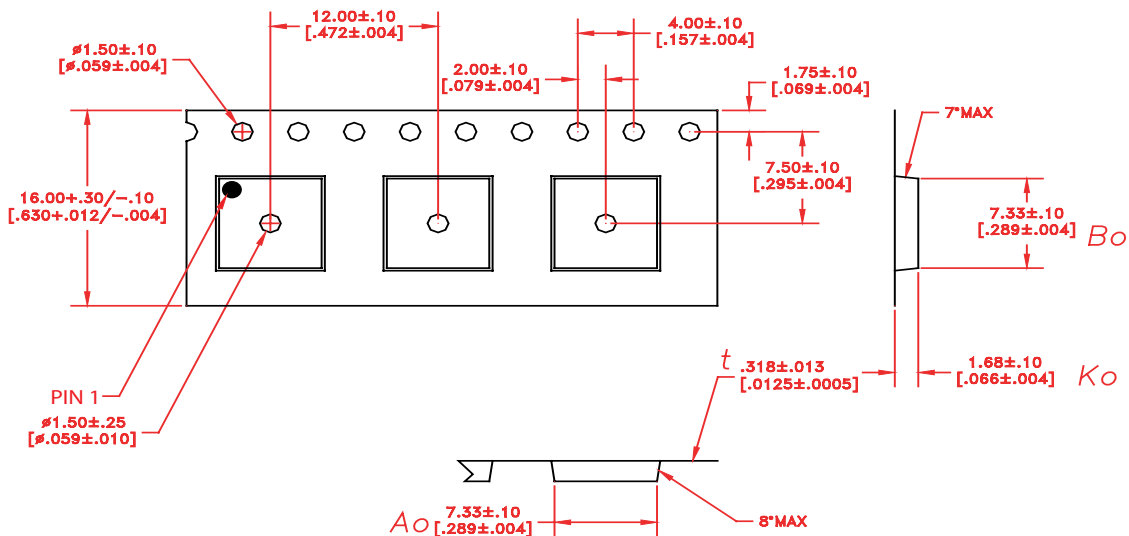 12.00±.10
[.472±.004]
4.00±.10
[.157±.004]
ø1.50±.10
[ø.059±.004]
2.00±.10
[.079±.004]
1.75±.10
[.069±.004]
7°MAX
7.50±.10
[.295±.004]
16.00+.30/-.10
[.630+.012/-.004]
7.33±.10
[.289±.004]
Bo
t
.318±.013
[.0125±.0005]
1.68±.10
[.066±.004]
Ko
PIN 1
ø1.50±.25
[ø.059±.010]
Ao
7.33±.10
[.289±.004]
8°MAX